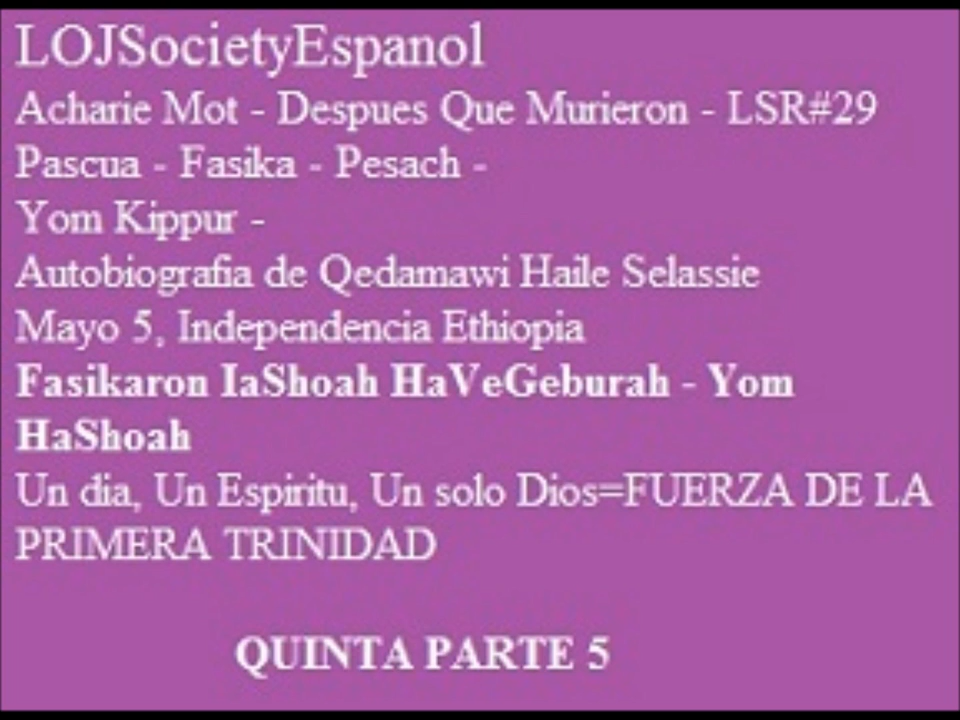 LOJSocietyEspanol
Acharie Mot - Despues Que Murieron - LSR#29
Pascua - Fasika - Pesach -
Yom Kippur -
Autobiografia de Qedamawi Haile Selassie
Mayo 5, Independencia Ethiopia
Fasikaron IaShoah HaVeGeburah - Yom
HaShoah
Un dia, Un Espiritu, Un solo Dios=FUERZA DE LA
PRIMERA TRINIDAD
QUINTA PARTE 5